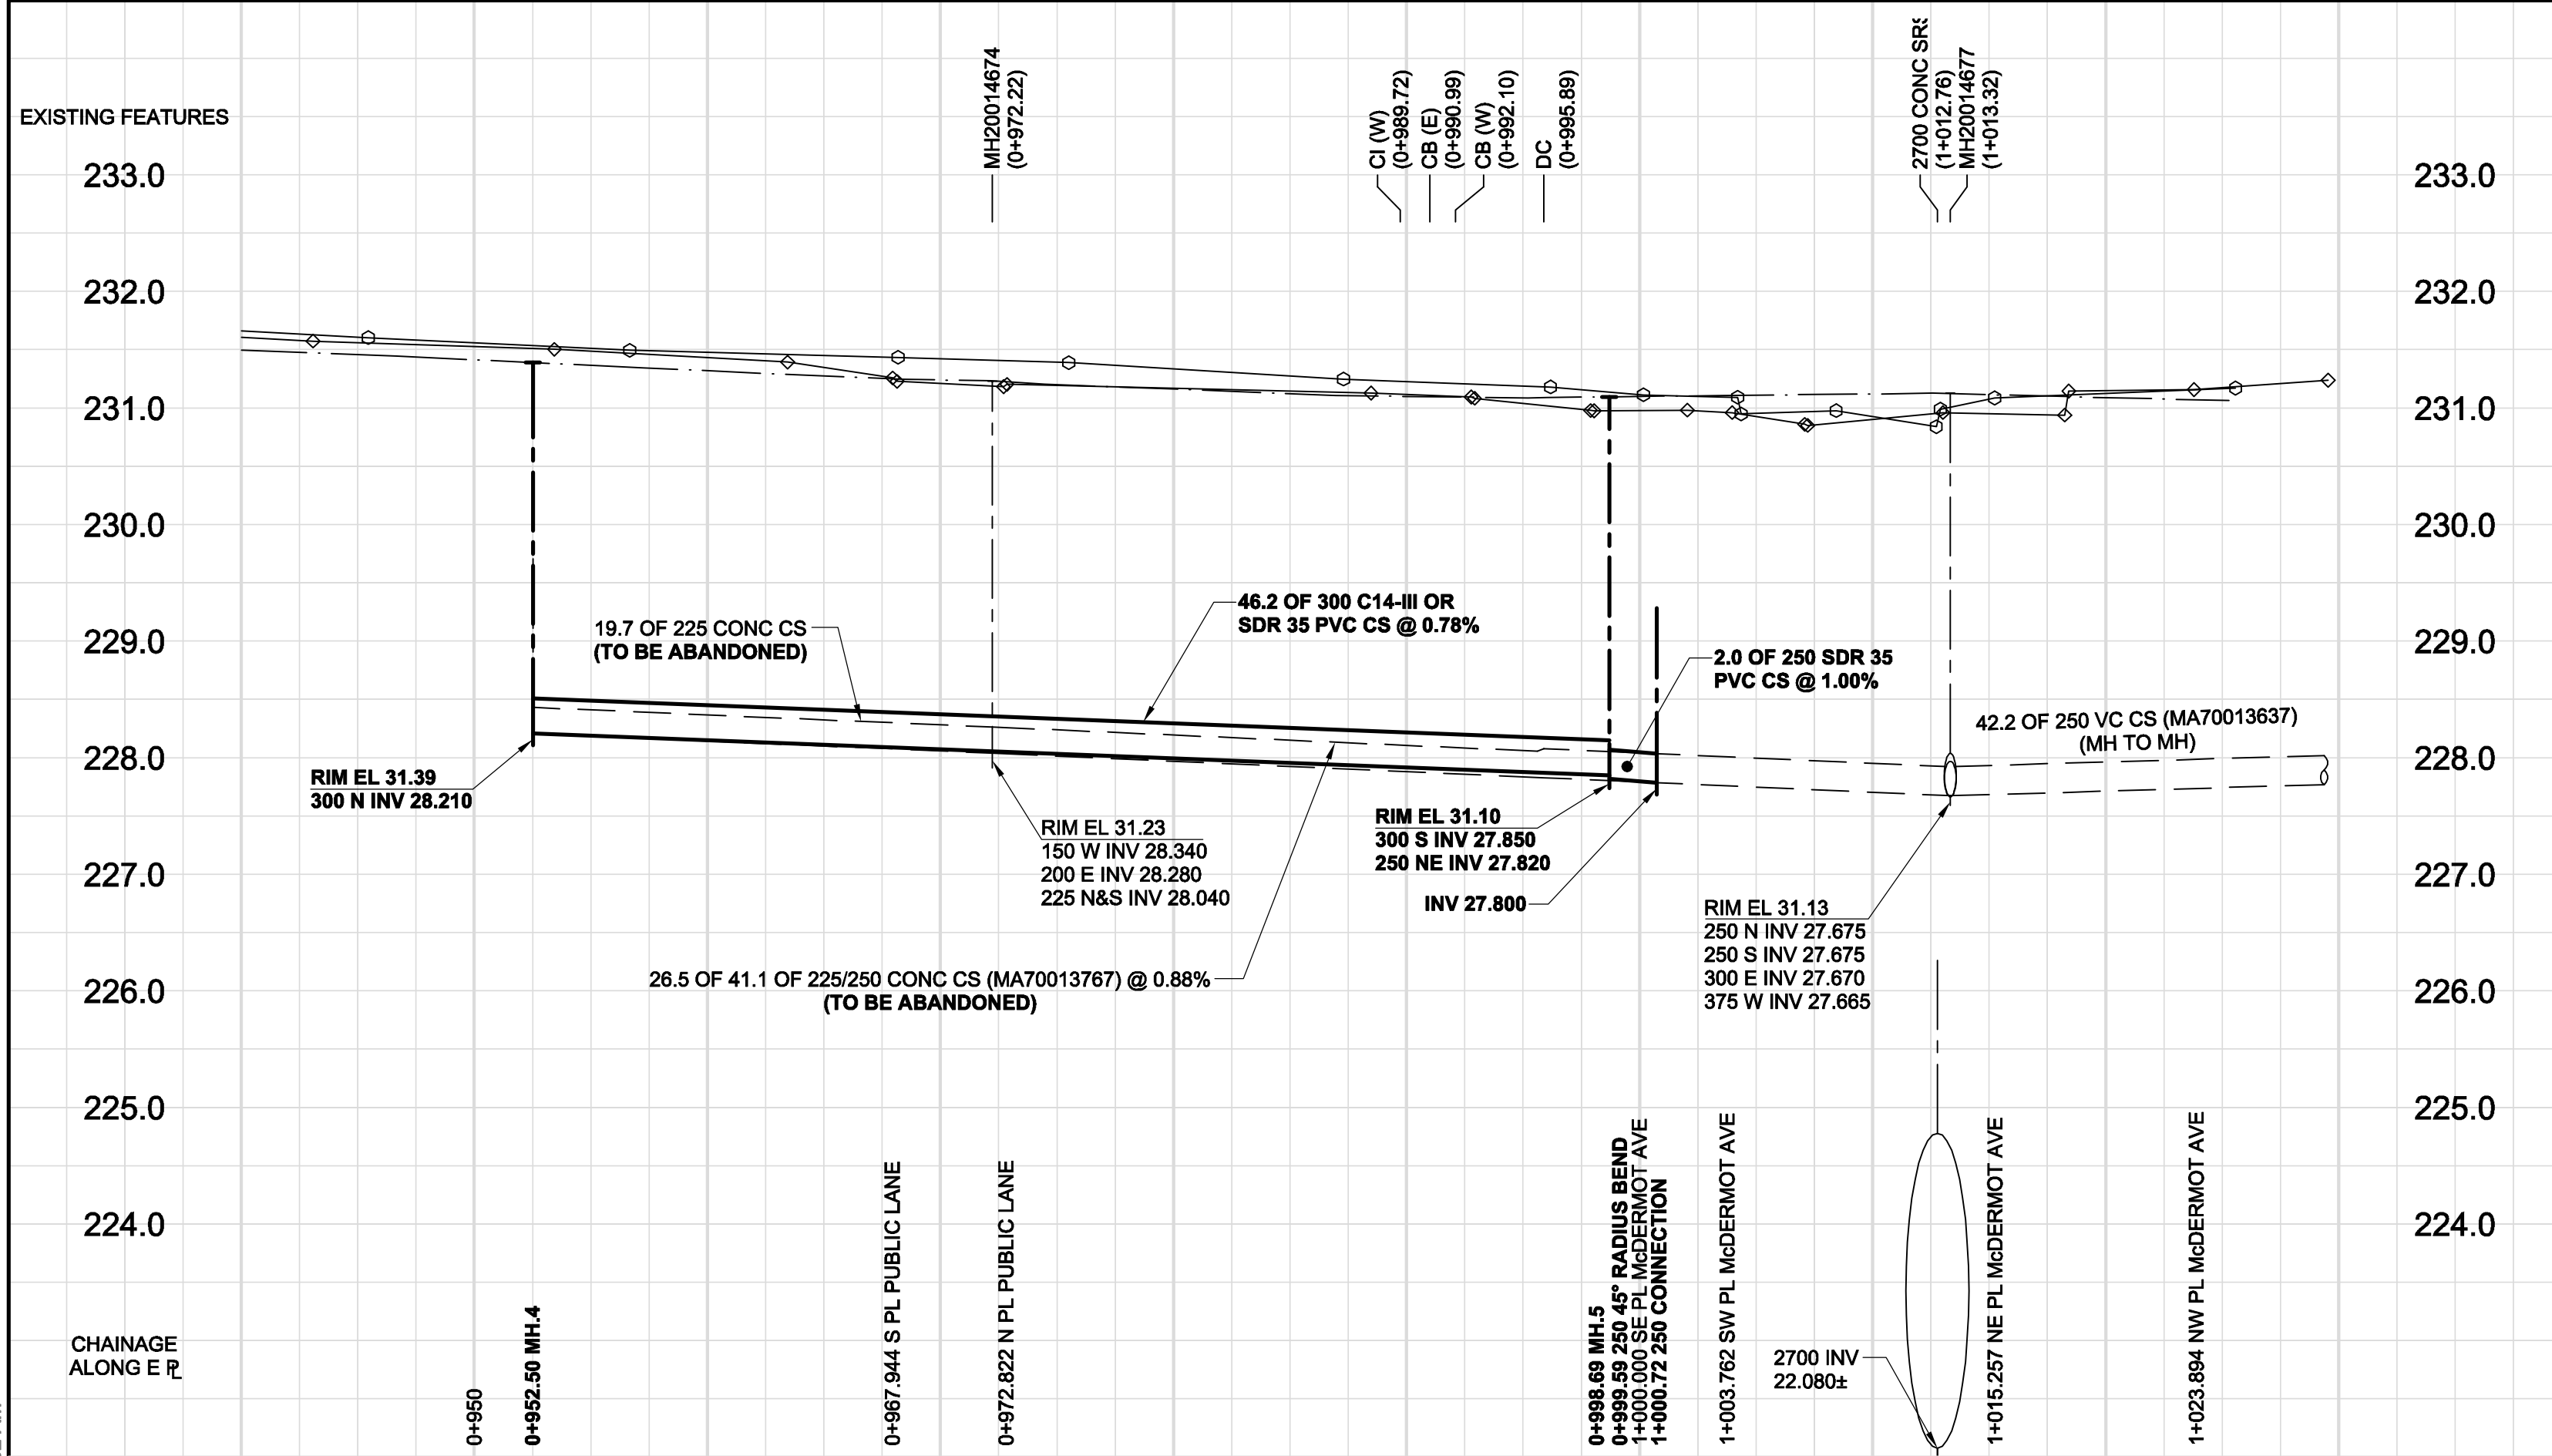 EXISTING FEATURES
MH20014674
(0+972.22)
CI (W)
(0+989.72)
CB (E)
(0+990.99)
CB (W)
(0+992.10)
DC
(0+995.89)
2700 CONC
(1+012.76)
MH20014677
(1+013.32)
233.0
233.0
232.0
232.0
231.0
231.0
230.0
230.0
229.0
229.0
228.0
228.0
227.0
227.0
226.0
226.0
225.0
225.0
224.0
224.0
19.7 OF 225 CONC CS
(TO BE ABANDONED)
46.2 OF 300 C14-III OR
SDR 35 PVC CS @ 0.78%
2.0 OF 250 SDR 35
PVC CS @ 1.00%
42.2 OF 250 VC CS (MA70013637)
(MH TO MH)
RIM EL 31.39
300 N INV 28.210
RIM EL 31.23
150 W INV 28.340
200 E INV 28.280
225 N&S INV 28.040
RIM EL 31.10
300 S INV 27.850
250 NE INV 27.820
INV 27.800
RIM EL 31.13
250 N INV 27.675
250 S INV 27.675
300 E INV 27.670
375 W INV 27.665
26.5 OF 41.1 OF 225/250 CONC CS (MA70013767) @ 0.88%
(TO BE ABANDONED)
CHAINAGE
ALONG E PL
0+950
0+952.50 MH.4
0+967.944 S PL PUBLIC LANE
0+972.822 N PL PUBLIC LANE
0+998.69 MH.5
0+999.59 250 45° RADIUS BEND
1+000.000 SE PL McDERMOT AVE
1+000.72 250 CONNECTION
1+003.762 SW PL McDERMOT AVE
2700 INV
22.080±
1+015.257 NE PL McDERMOT AVE
1+023.894 NW PL McDERMOT AVE